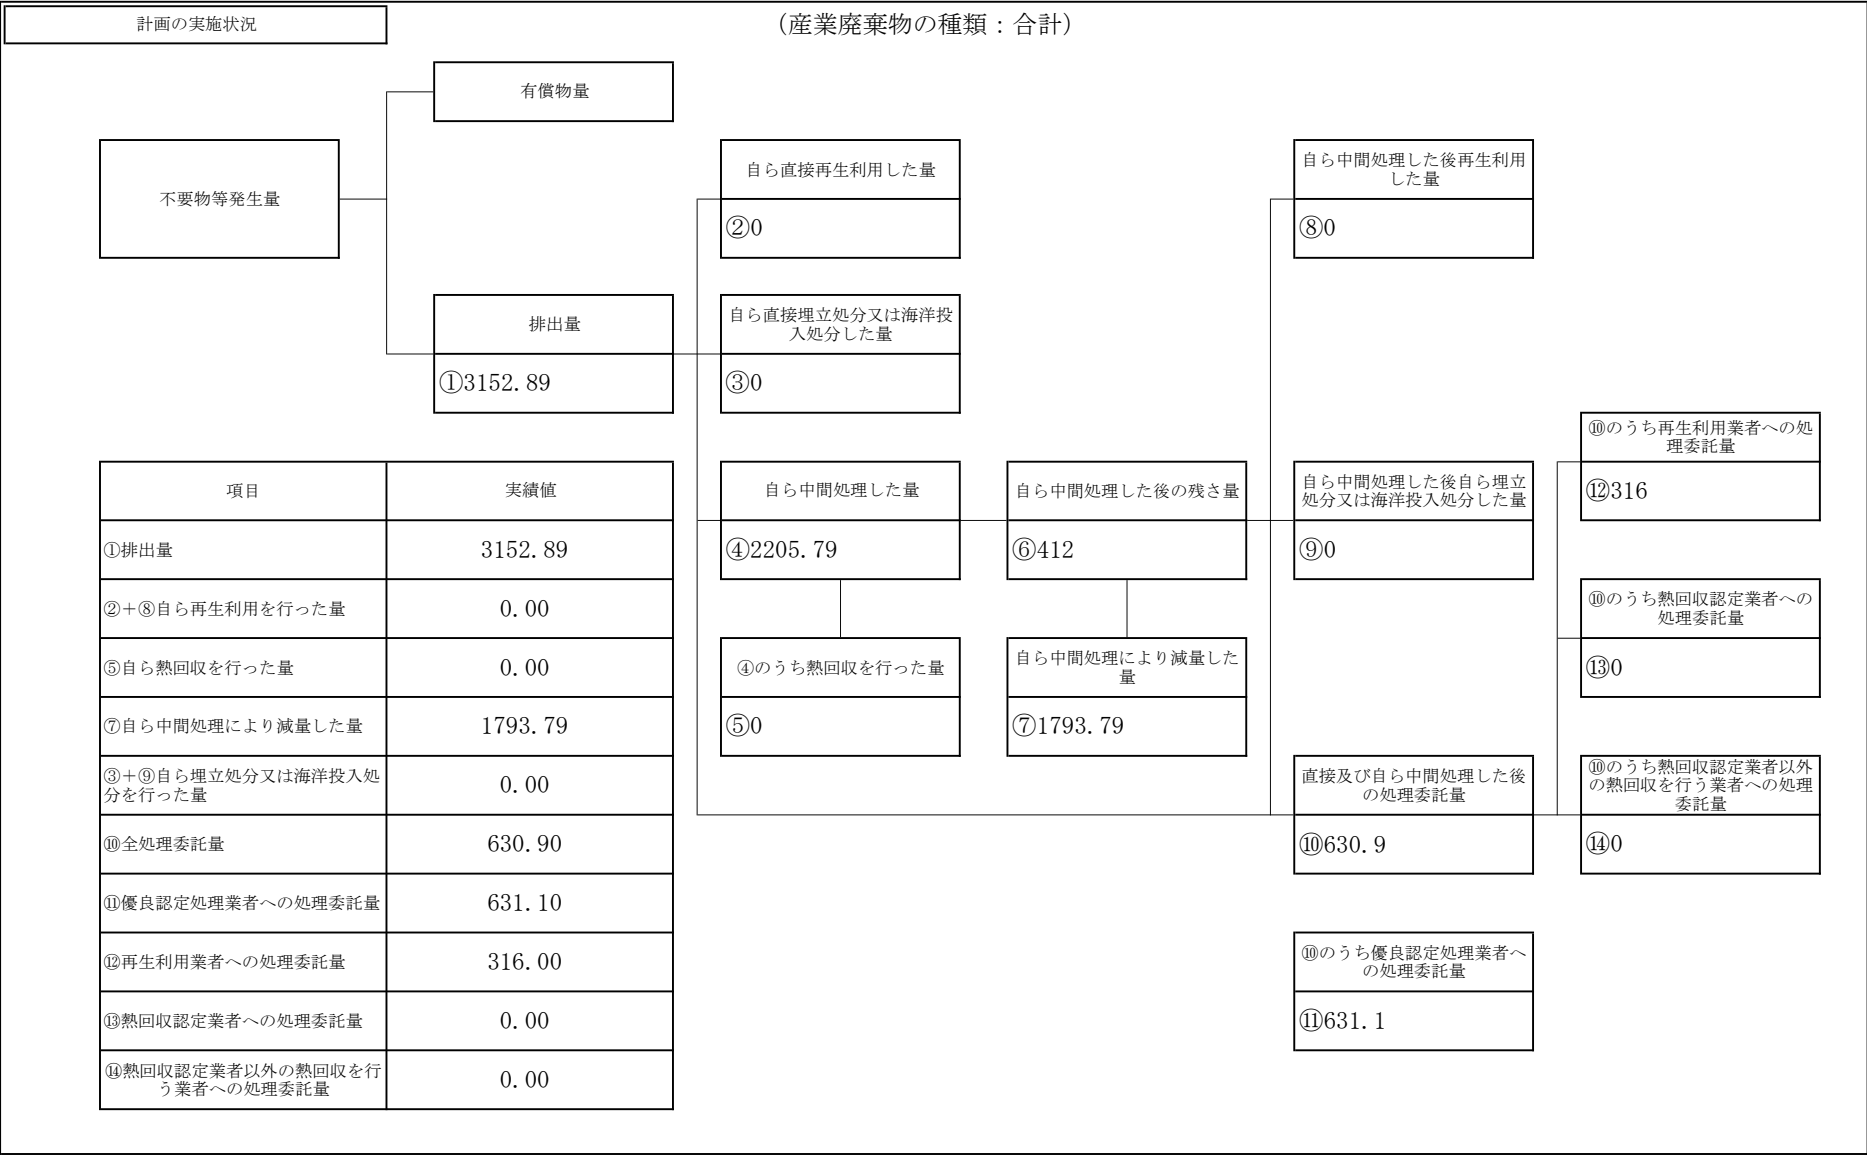 計画の実施状況
（産業廃棄物の種類：合計）
有償物量
不要物等発生量
自ら直接再生利用した量
②0
自ら中間処理した後再生利用
した量
⑧0
排出量
①3152.89
自ら直接埋立処分又は海洋投
入処分した量
③0
⑩のうち再生利用業者への処
理委託量
⑫316
自ら中間処理した量
④2205.79
自ら中間処理した後の残さ量
⑥412
自ら中間処理した後自ら埋立
処分又は海洋投入処分した量
⑨0
⑩のうち熱回収認定業者への
処理委託量
⑬0
④のうち熱回収を行った量
⑤0
自ら中間処理により減量した
量
⑦1793.79
直接及び自ら中間処理した後
の処理委託量
⑩630.9
⑩のうち熱回収認定業者以外
の熱回収を行う業者への処理
委託量
⑭0
⑩のうち優良認定処理業者へ
の処理委託量
⑪631.1
項目 実績値
①排出量 3152.89
②＋⑧自ら再生利用を行った量 0.00
⑤自ら熱回収を行った量 0.00
⑦自ら中間処理により減量した量 1793.79
③＋⑨自ら埋立処分又は海洋投入処
分を行った量 0.00
⑩全処理委託量 630.90
⑪優良認定処理業者への処理委託量 631.10
⑫再生利用業者への処理委託量 316.00
⑬熱回収認定業者への処理委託量 0.00
⑭熱回収認定業者以外の熱回収を行
う業者への処理委託量 0.00